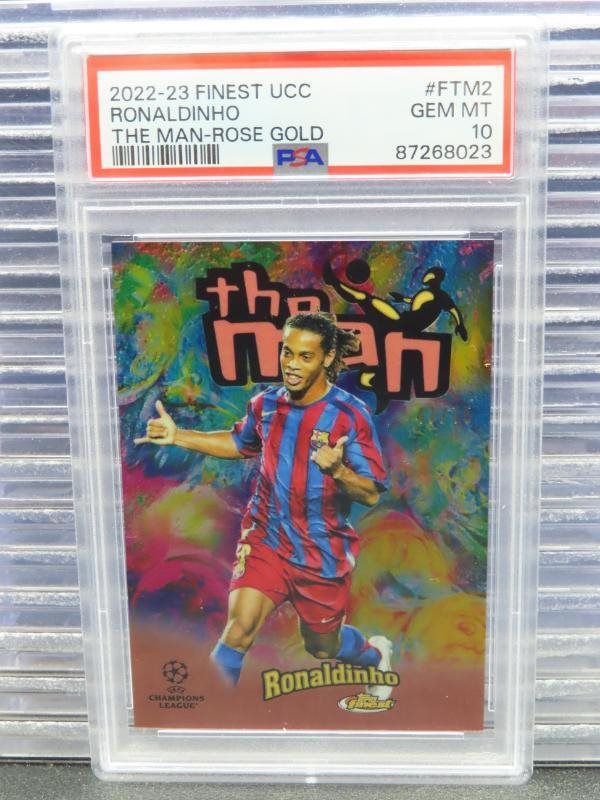 2022-23 FINEST UCC #FTM2
RONALDINHO GEM MT
THE MAN-ROSE GOLD 10
PSA 87268023
the
man
Ronaldinho
UEFA
CHAMPIONS
LEAGUE
Topps
Finest